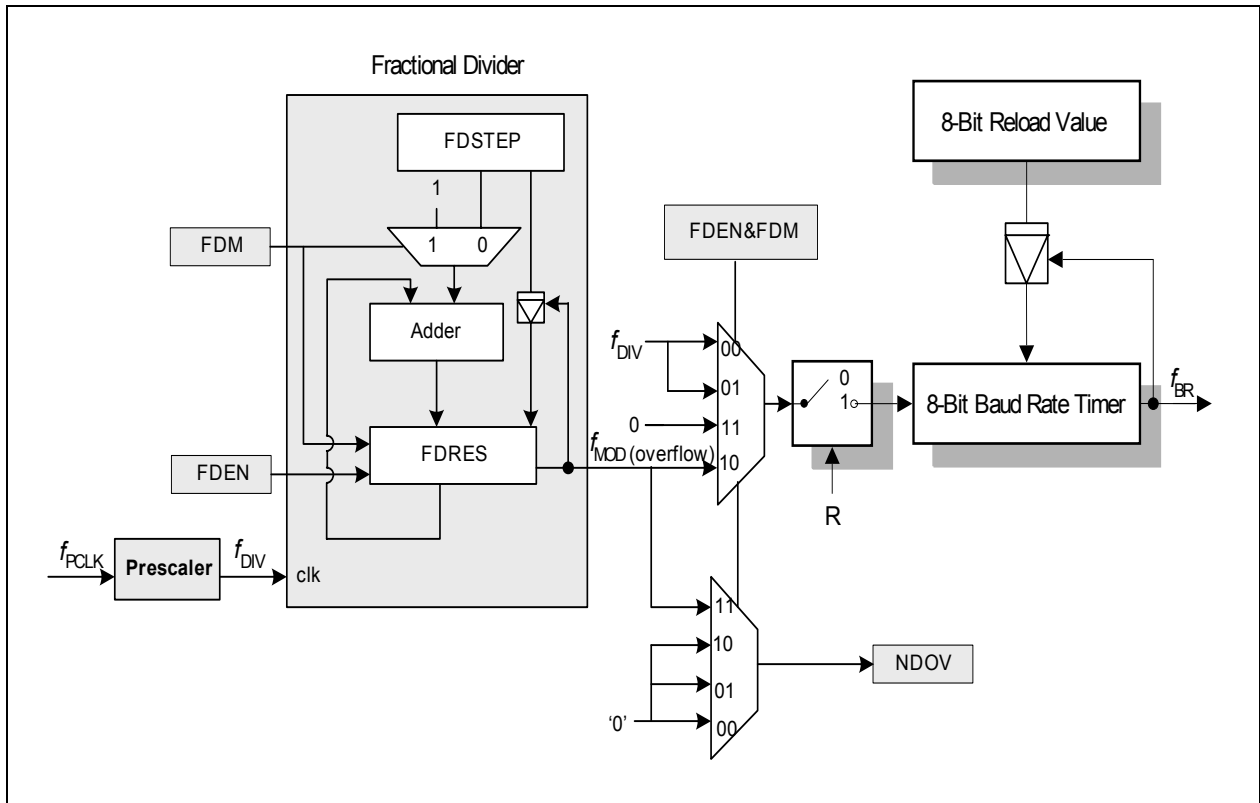 Fractional Divider
FDSTEP
8-Bit Reload Value
1
FDM
1 0
FDEN&FDM
Adder
fDIV
00
01
0
11
10
0
1
R
8-Bit Baud Rate Timer
fBR
FDRES
fMOD (overflow)
FDEN
fPCLK
Prescaler
fDIV
clk
11
10
01
00
'0'
NDOV